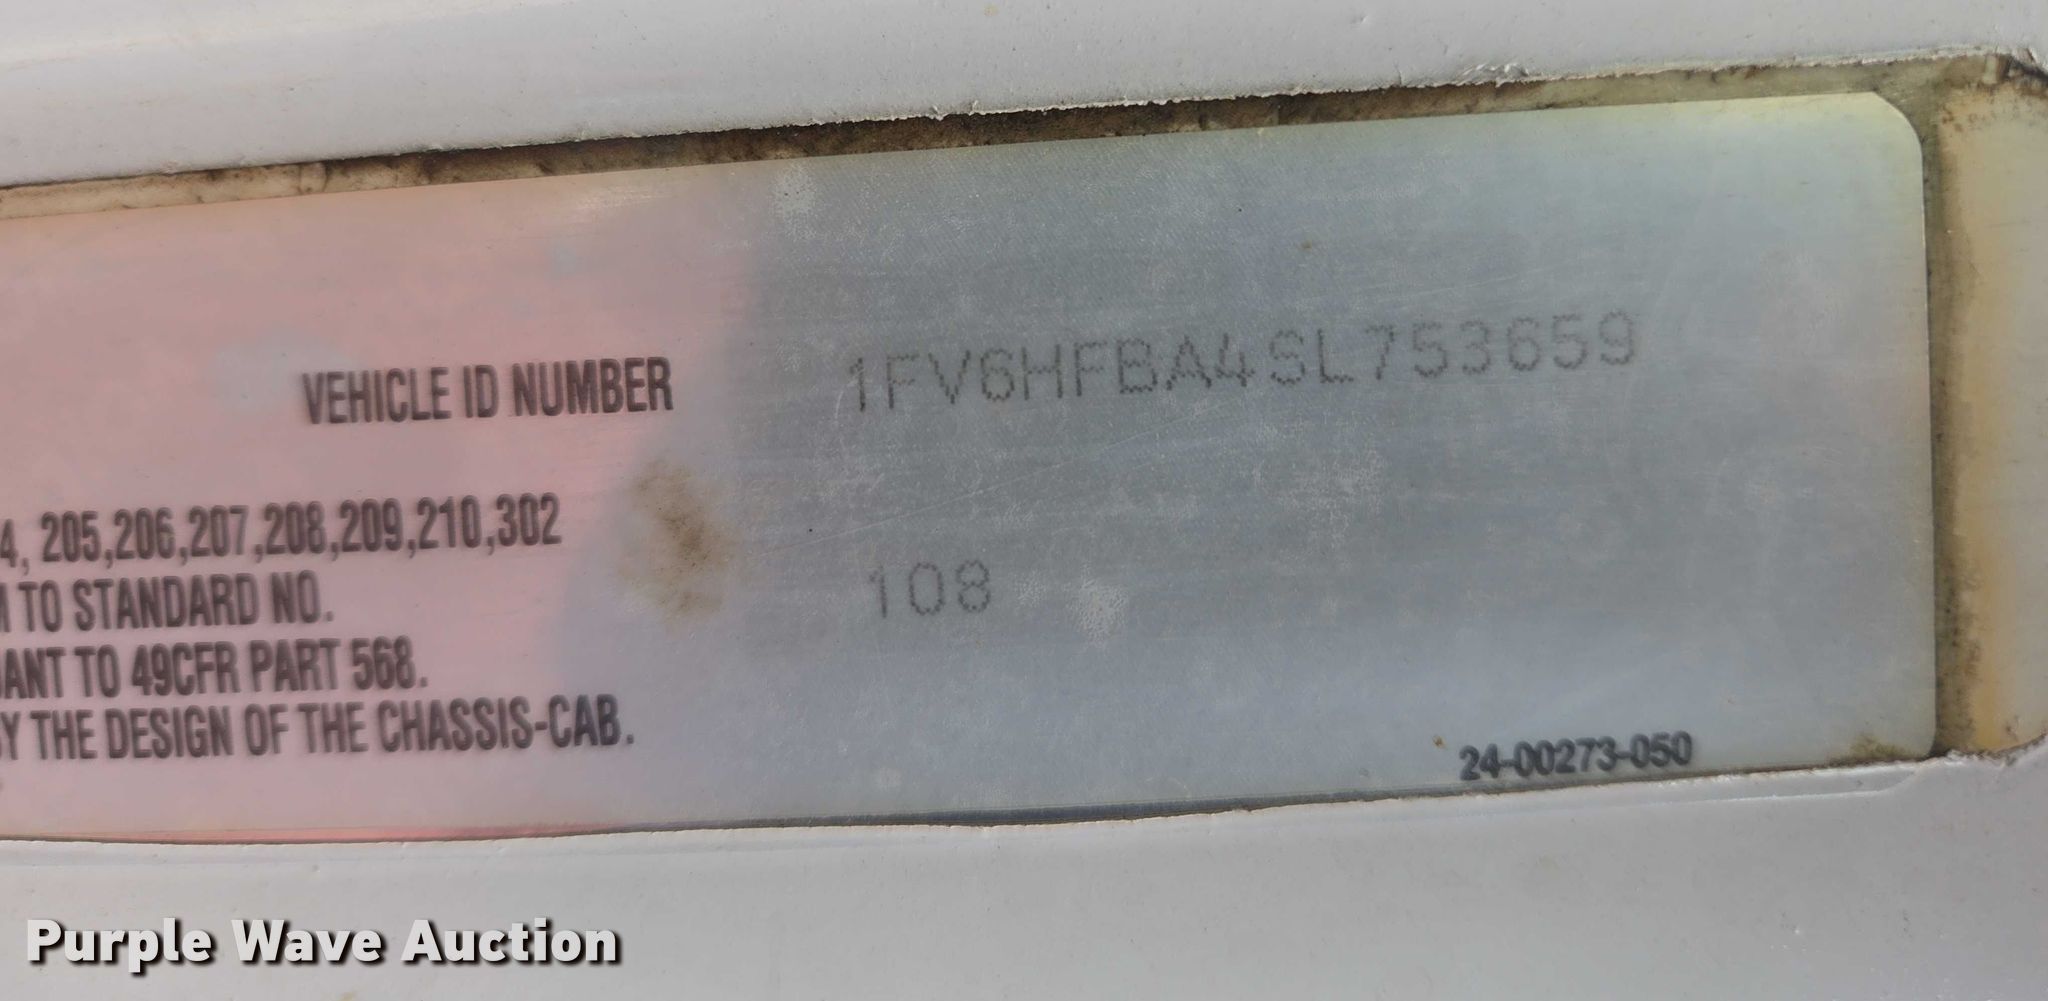 VEHICLE ID NUMBER 1FV6HFBA4SL753659
4, 205,206,207,208,209,210,302
M TO STANDARD NO. 108
ANT TO 49CFR PART 568.
BY THE DESIGN OF THE CHASSIS-CAB.
24-00273-050
Purple Wave Auction